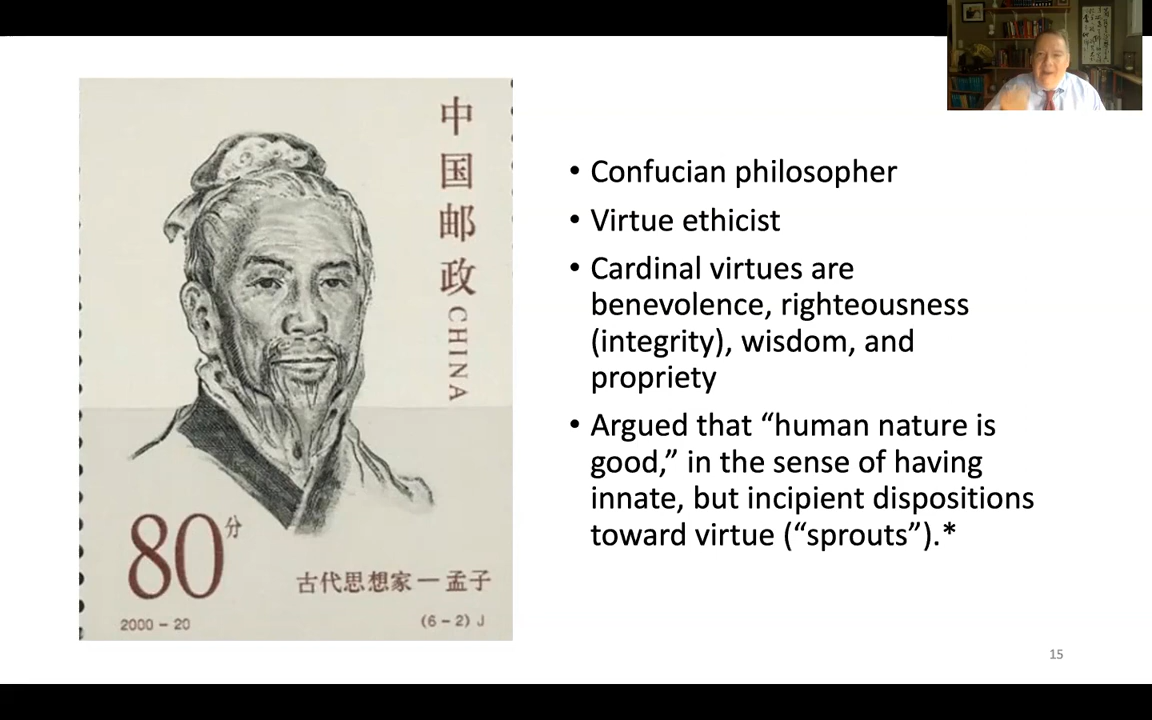 中国邮政 CHINA
80分
古代思想家－孟子
2000－20
(6－2) J
• Confucian philosopher
• Virtue ethicist
• Cardinal virtues are
benevolence, righteousness
(integrity), wisdom, and
propriety
• Argued that “human nature is
good,” in the sense of having
innate, but incipient dispositions
toward virtue (“sprouts”).*
15